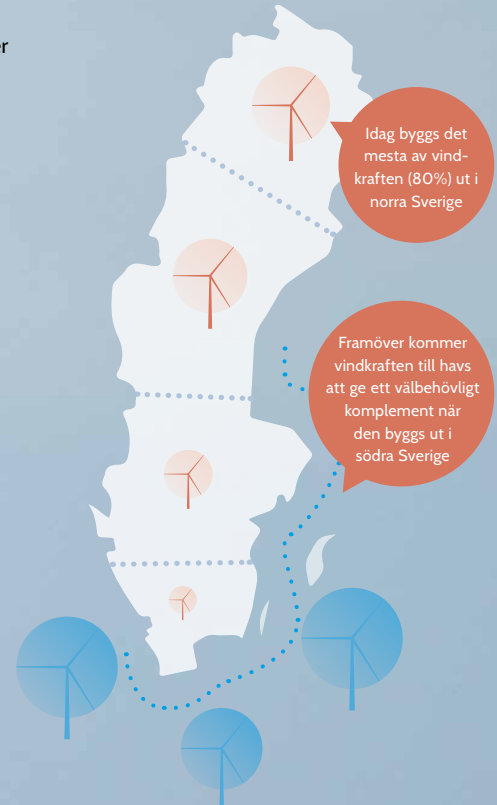 er
Idag byggs det
mesta av vind-
kraften (80%) ut i
norra Sverige
Framöver kommer
vindkraften till havs
att ge ett välbehövligt
komplement när
den byggs ut i
södra Sverige